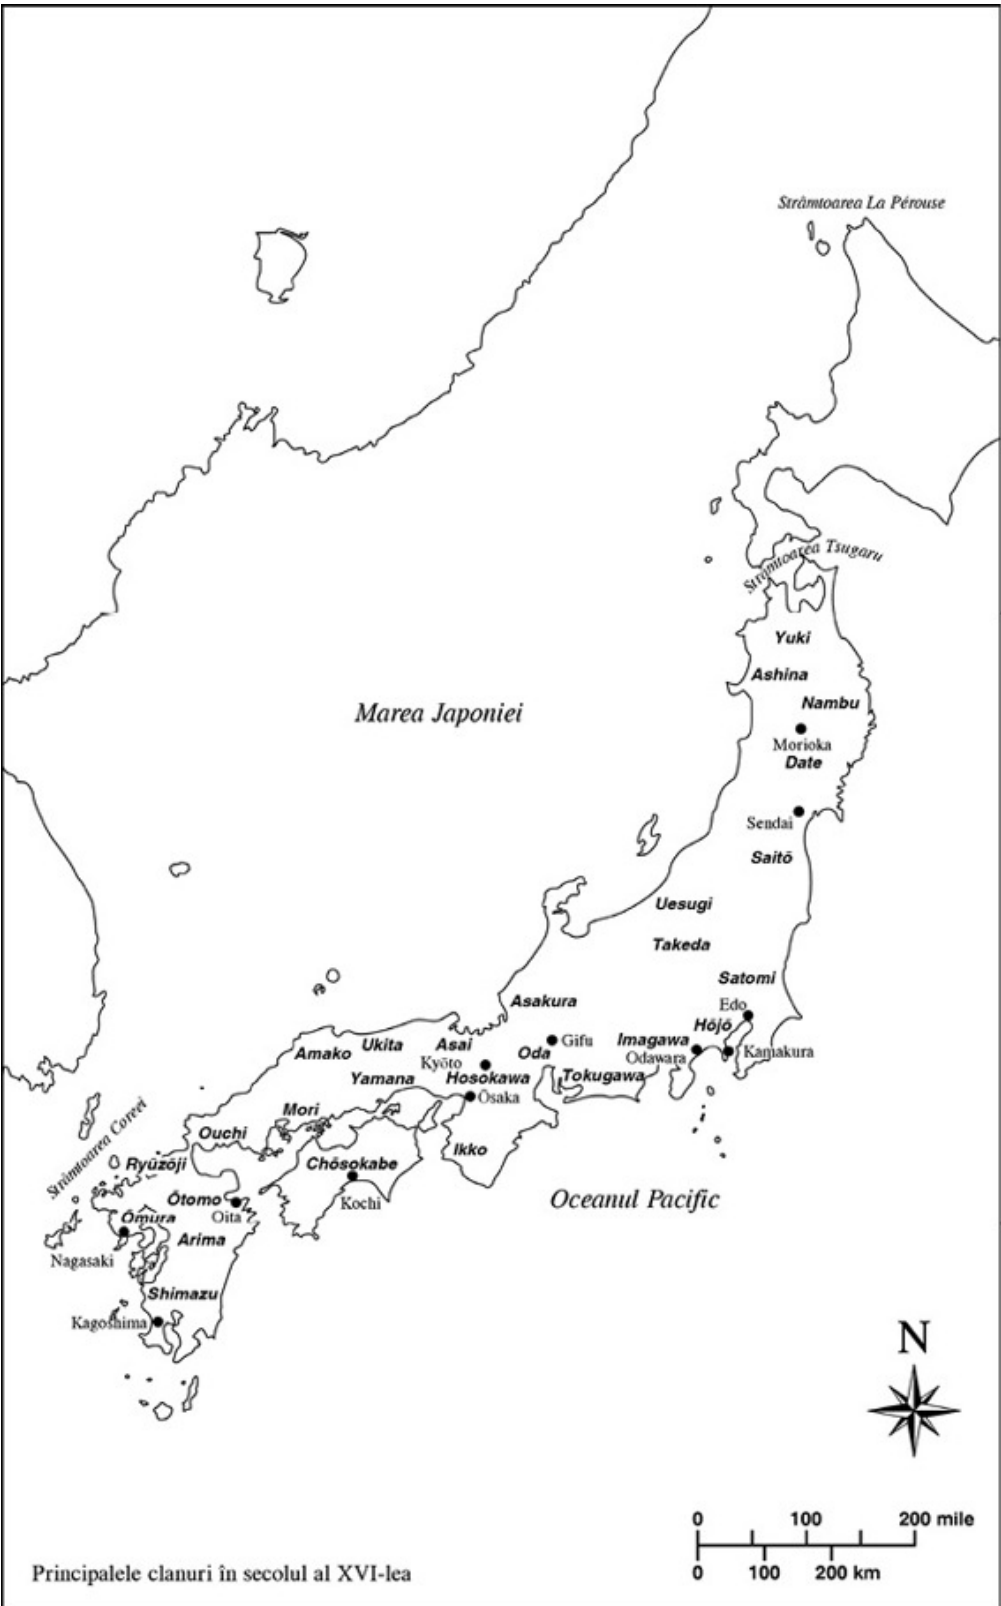 Strâmtoarea La Pérouse
Strâmtoarea Tsugaru
Yuki
Ashina
Nambu
Marea Japoniei
Morioka
Date
Sendai
Saitō
Uesugi
Takeda
Satomi
Asakura
Edo
Hōjō
Gifu
Imagawa
Ukita
Asai
Amako
Oda
Odawara
Kamakura
Kyōto
Yamana
Hosokawa
Tokugawa
Ōsaka
Mori
Strâmtoarea Coreei
Ouchi
Ikko
Ryūzōji
Chōsokabe
Ōtomo
Kochi
Oceanul Pacific
Ōmura
Oita
Arima
Nagasaki
Shimazu
Kagoshima
N
0 100 200 mile
0 100 200 km
Principalele clanuri în secolul al XVI-lea